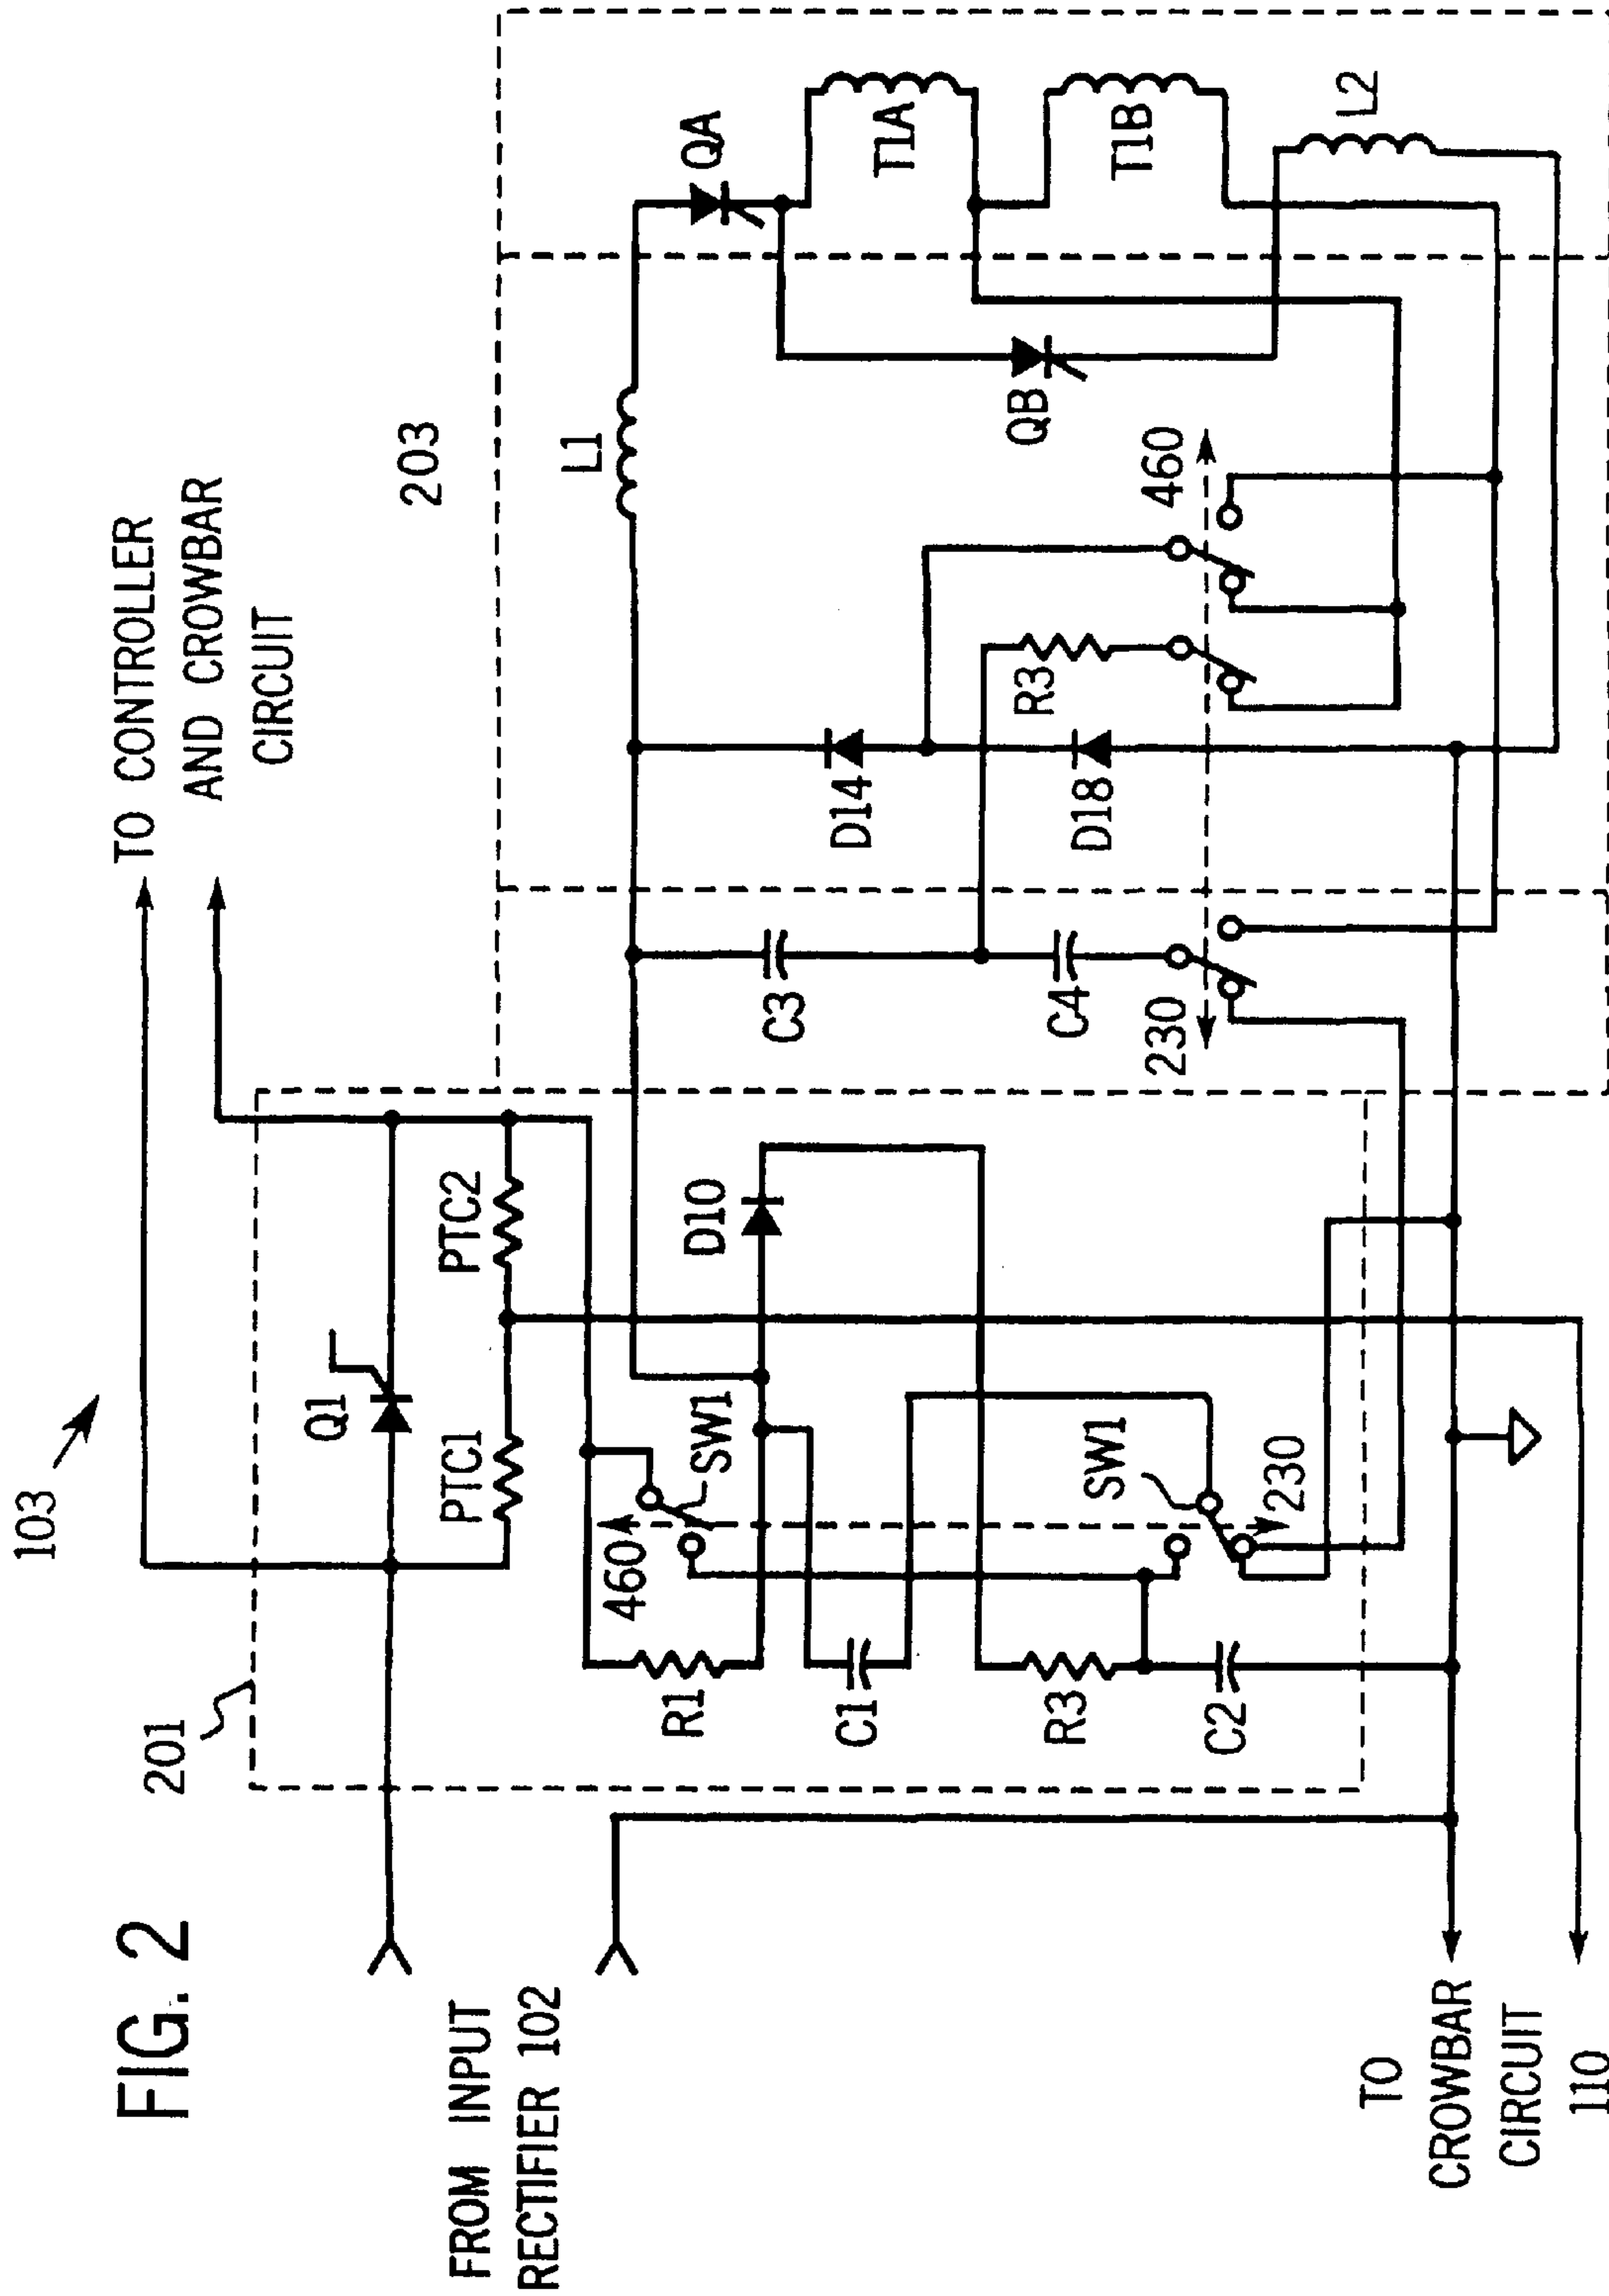 FIG. 2
103
TO CONTROLLER
AND CROWBAR
CIRCUIT
201
203
Q1
PTC1
PTC2
FROM INPUT
RECTIFIER 102
460
SW1
R1
D10
C1
R3
C2
SW1
230
L1
QA
T1A
T1B
L2
QB
D14
D18
R3
460
C3
C4
230
TO
CROWBAR
CIRCUIT
110